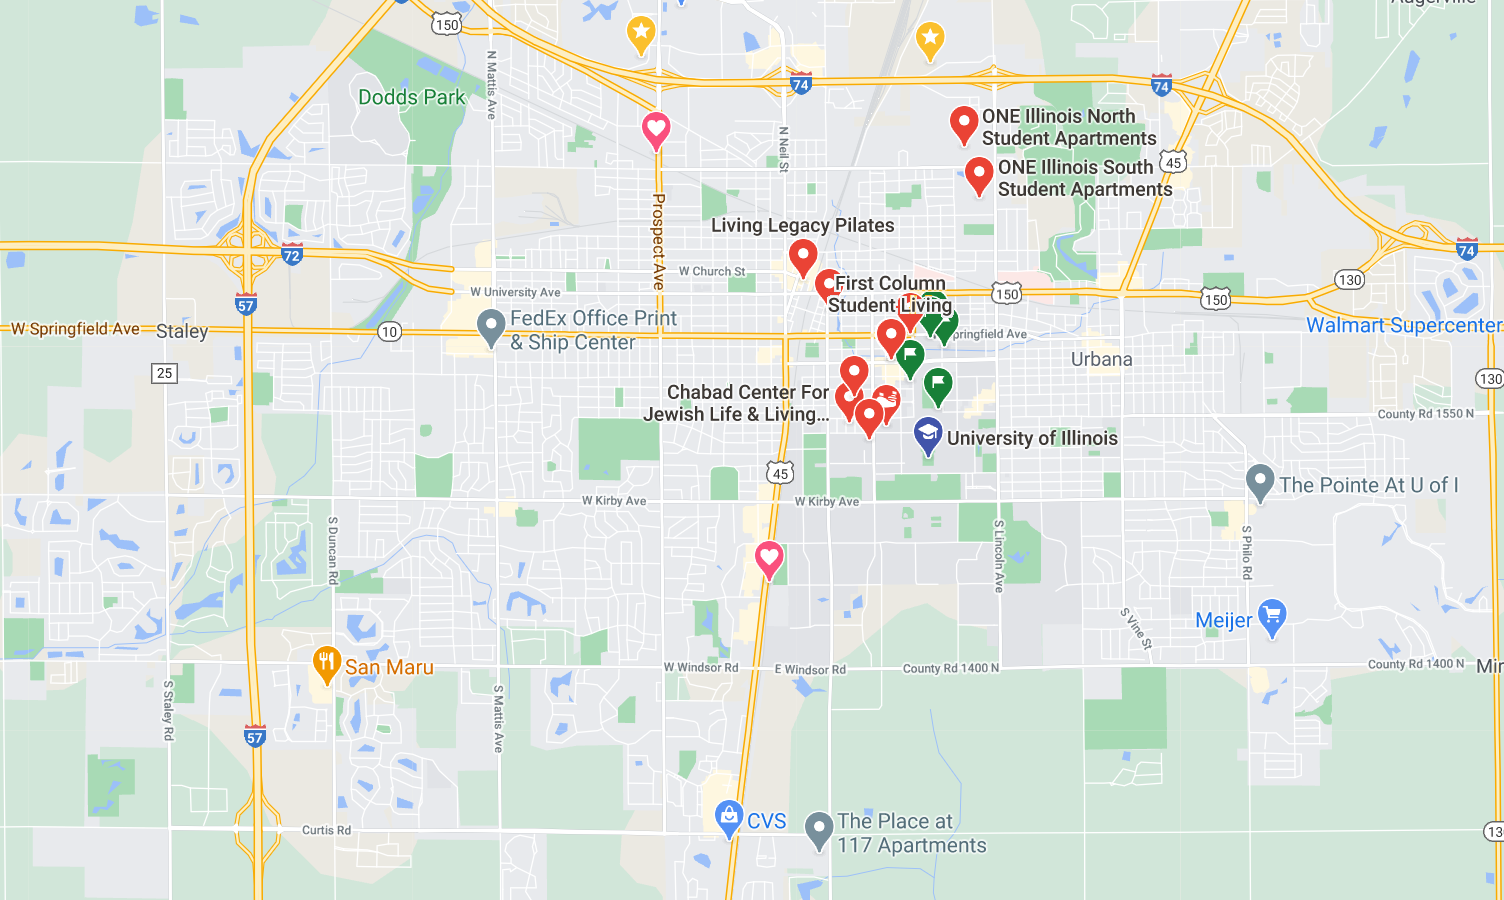 Augerville
150
N Mattis Ave
74
74
Dodds Park
ONE Illinois North
Student Apartments
N Neil St
45
ONE Illinois South
Student Apartments
Prospect Ave
Living Legacy Pilates
72
74
W Church St
130
First Column
Student Living
W University Ave
150
150
57
FedEx Office Print
& Ship Center
W Springfield Ave
Staley
10
Springfield Ave
Walmart Supercenter
Urbana
25
130
Chabad Center For
Jewish Life & Living...
County Rd 1550 N
University of Illinois
45
The Pointe At U of I
W Kirby Ave
W Kirby Ave
S Duncan Rd
S Lincoln Ave
S Philo Rd
Meijer
S Vine St
San Maru
W Windsor Rd
E Windsor Rd
County Rd 1400 N
County Rd 1400 N
S Staley Rd
S Mattis Ave
57
CVS
The Place at
117 Apartments
Curtis Rd